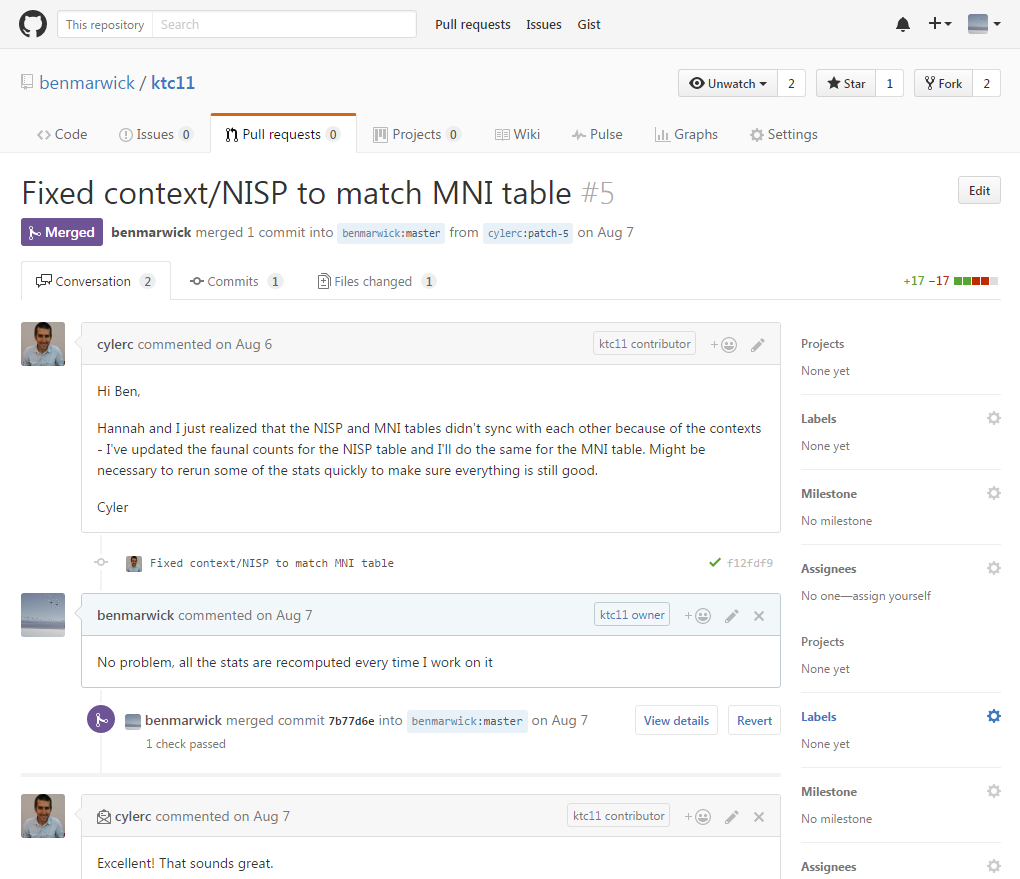 This repository Search Pull requests Issues Gist
benmarwick / ktc11 Unwatch 2 Star 1 Fork 2
Code Issues 0 Pull requests 0 Projects 0 Wiki Pulse Graphs Settings
Fixed context/NISP to match MNI table #5 Edit
Merged benmarwick merged 1 commit into benmarwick:master from cylerc:patch-5 on Aug 7
Conversation 2 Commits 1 Files changed 1 +17 −17
cylerc commented on Aug 6 ktc11 contributor
Hi Ben,
Hannah and I just realized that the NISP and MNI tables didn't sync with each other because of the contexts
- I've updated the faunal counts for the NISP table and I'll do the same for the MNI table. Might be
necessary to rerun some of the stats quickly to make sure everything is still good.
Cyler
Fixed context/NISP to match MNI table f12fdf9
benmarwick commented on Aug 7 ktc11 owner
No problem, all the stats are recomputed every time I work on it
benmarwick merged commit 7b77d6e into benmarwick:master on Aug 7 View details Revert
1 check passed
cylerc commented on Aug 7 ktc11 contributor
Excellent! That sounds great.
Projects
None yet
Labels
None yet
Milestone
No milestone
Assignees
No one—assign yourself
Projects
None yet
Labels
None yet
Milestone
No milestone
Assignees